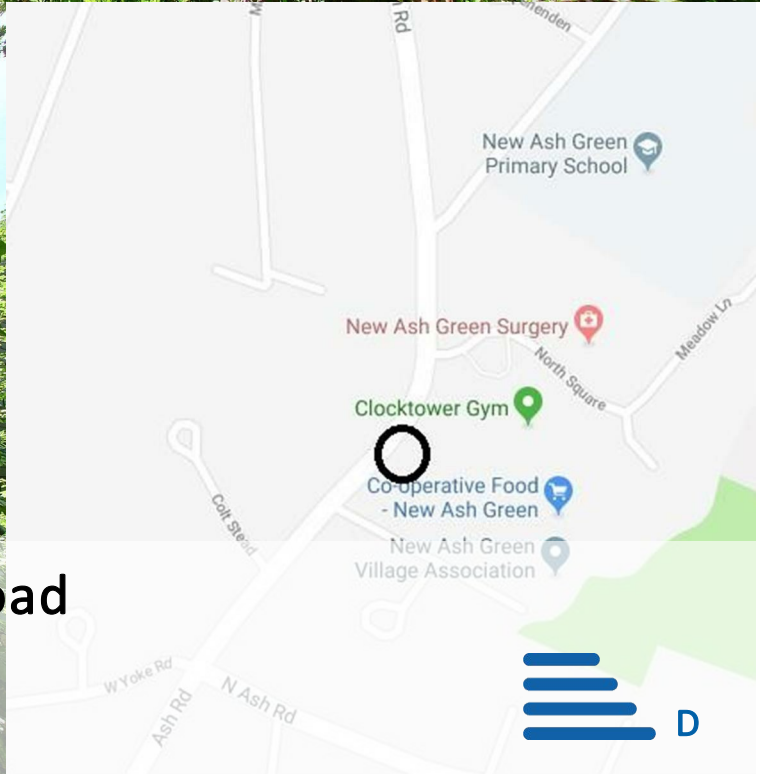 Rd
New Ash Green
Primary School
New Ash Green Surgery
Meadow Ln
North Square
Clocktower Gym
Co-operative Food
- New Ash Green
Colt Stead
New Ash Green
Village Association
W Yoke Rd
N Ash Rd
Ash Rd
D